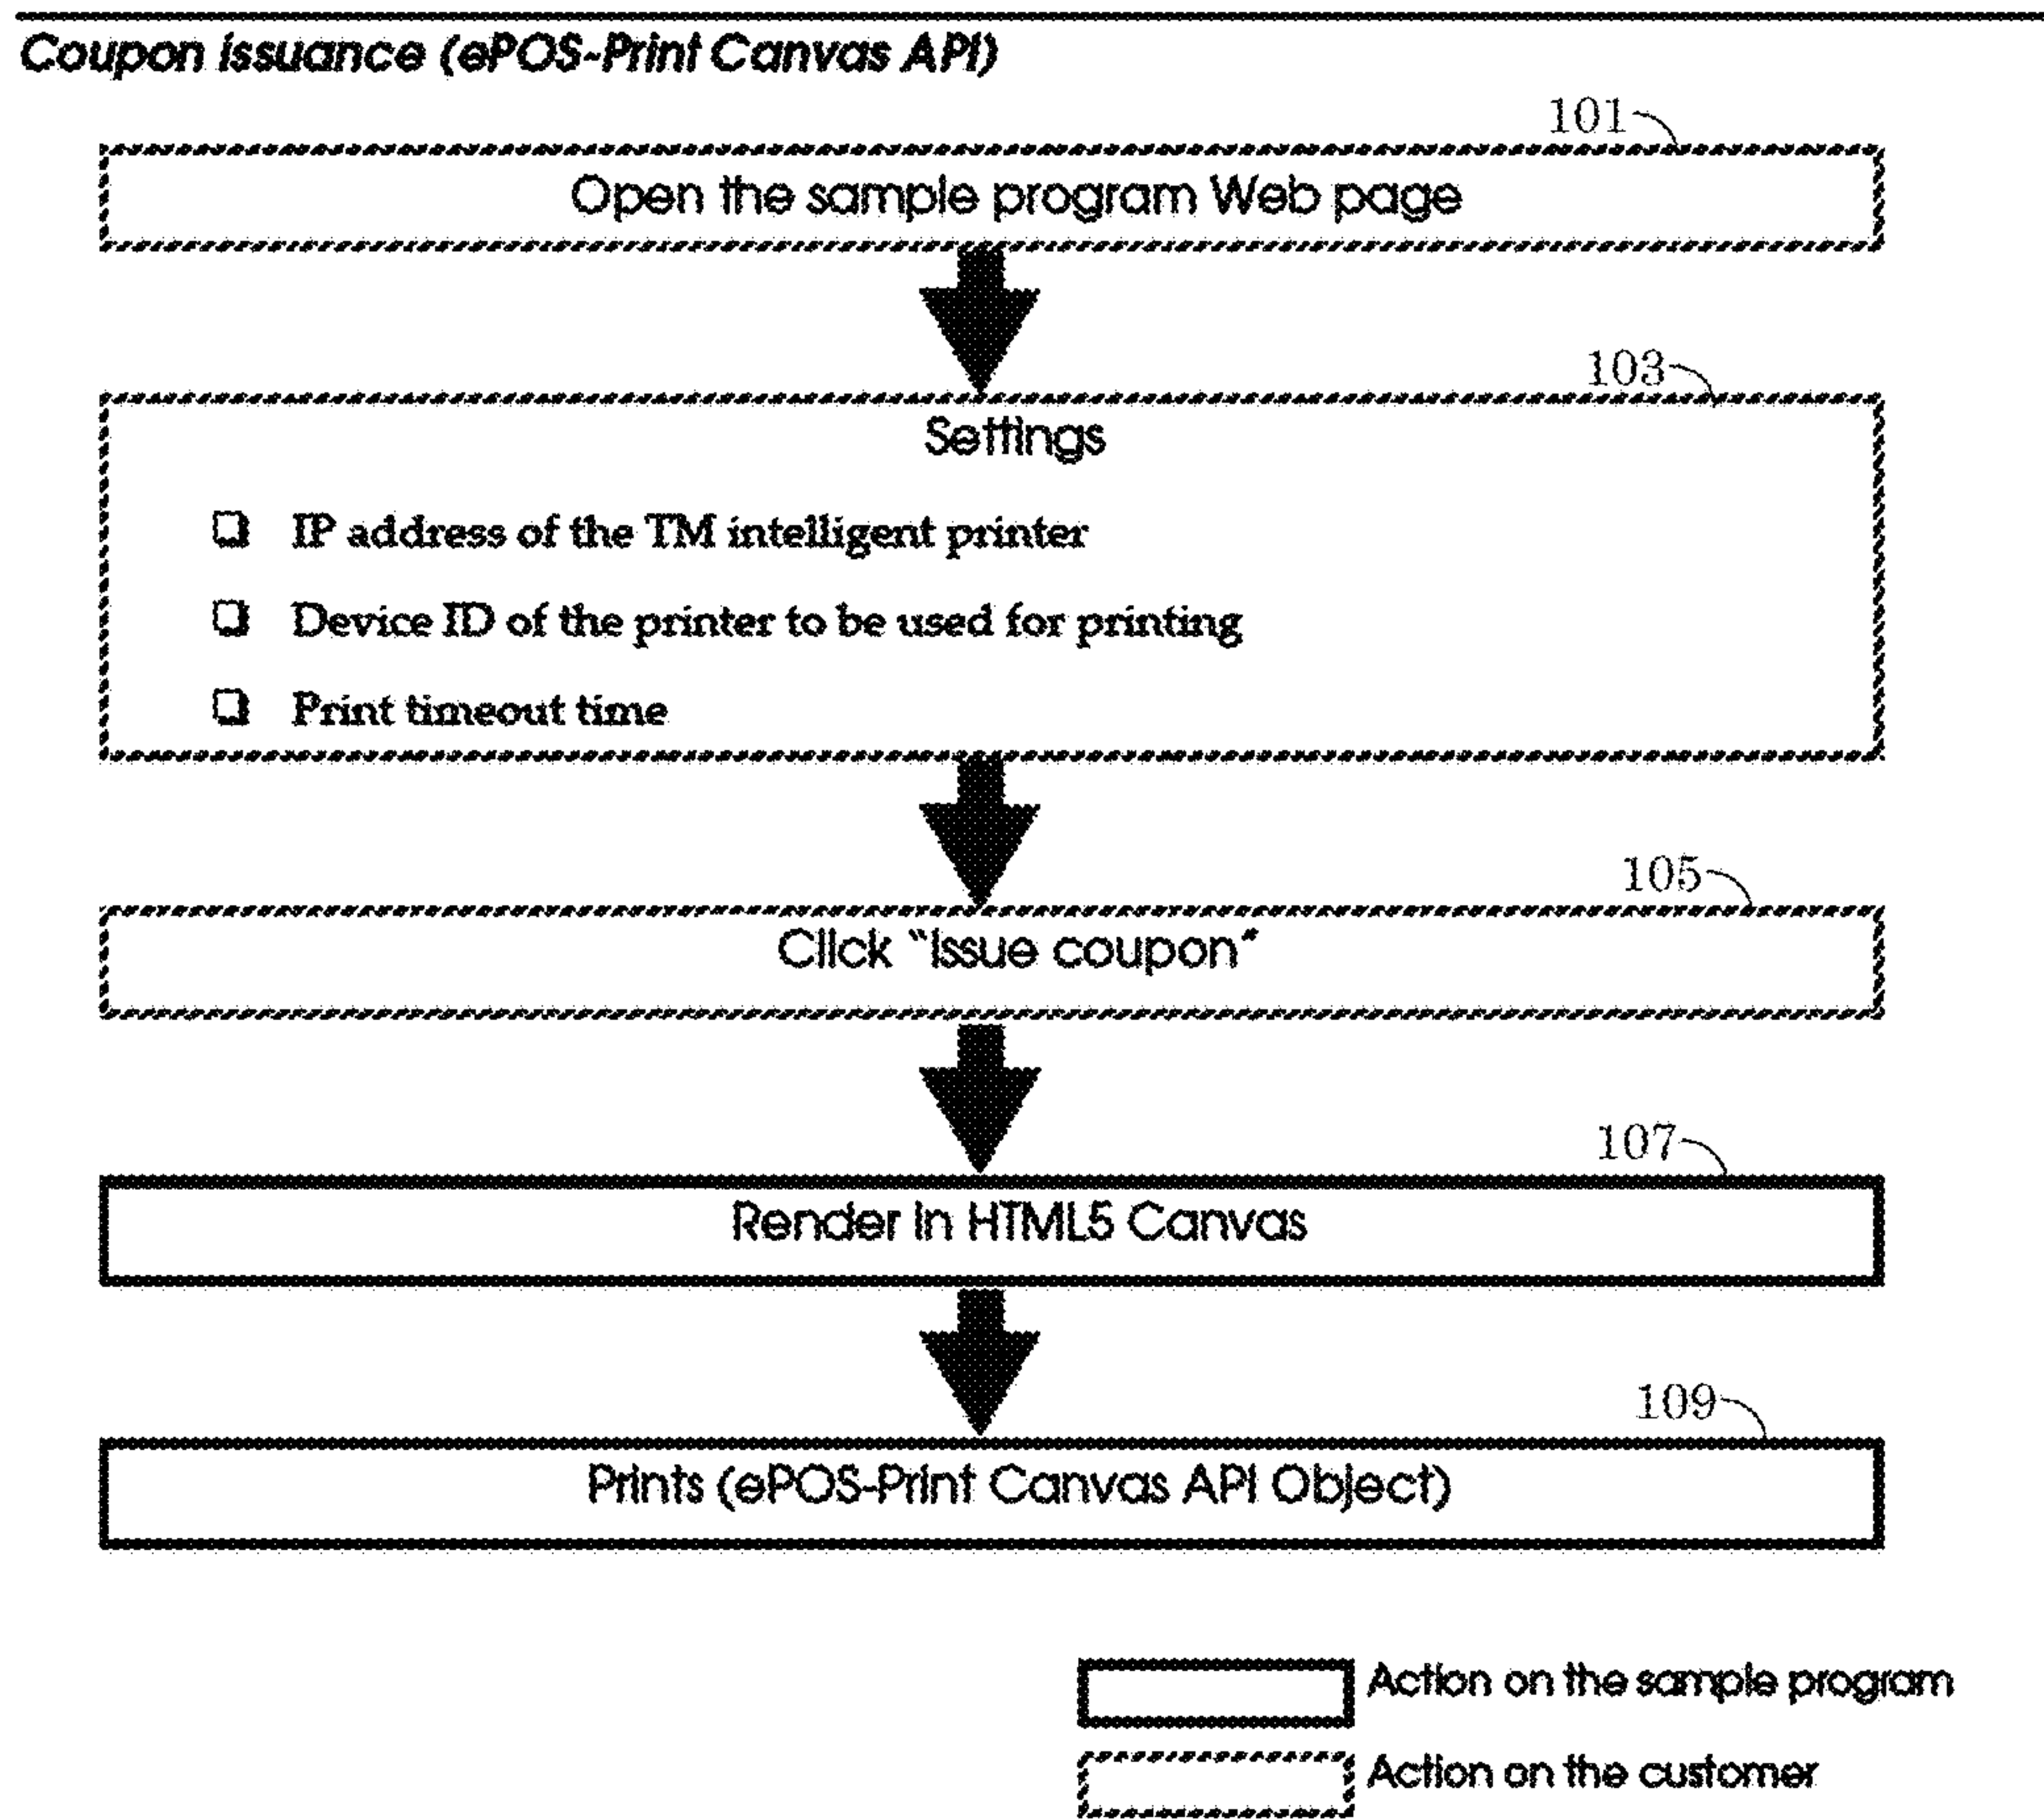 Coupon issuance (ePOS-Print Canvas API)
101
Open the sample program Web page
103
Settings
IP address of the TM intelligent printer
Device ID of the printer to be used for printing
Print timeout time
105
Click "Issue coupon"
107
Render in HTML5 Canvas
109
Prints (ePOS-Print Canvas API Object)
Action on the sample program
Action on the customer